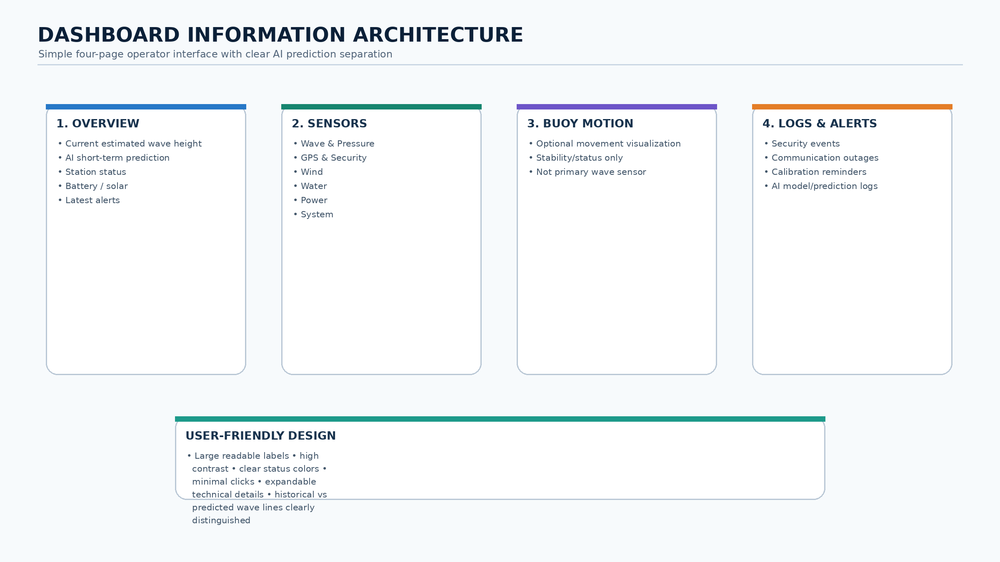 DASHBOARD INFORMATION ARCHITECTURE
Simple four-page operator interface with clear AI prediction separation
1. OVERVIEW
• Current estimated wave height
• AI short-term prediction
• Station status
• Battery / solar
• Latest alerts
2. SENSORS
• Wave & Pressure
• GPS & Security
• Wind
• Water
• Power
• System
3. BUOY MOTION
• Optional movement visualization
• Stability/status only
• Not primary wave sensor
4. LOGS & ALERTS
• Security events
• Communication outages
• Calibration reminders
• AI model/prediction logs
USER-FRIENDLY DESIGN
• Large readable labels • high
contrast • clear status colors •
minimal clicks • expandable
technical details • historical vs
predicted wave lines clearly
distinguished